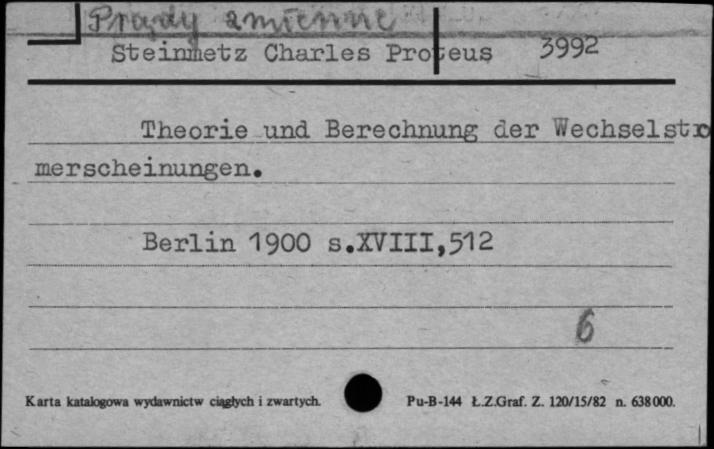 Prądy zmienne
Steinmetz Charles Proteus 3992
Theorie und Berechnung der Wechselstro
merscheinungen.
Berlin 1900 s.XVIII,512
6
Karta katalogowa wydawnictw ciągłych i zwartych. Pu-B-144 Ł.Z.Graf. Z. 120/15/82 n. 638000.